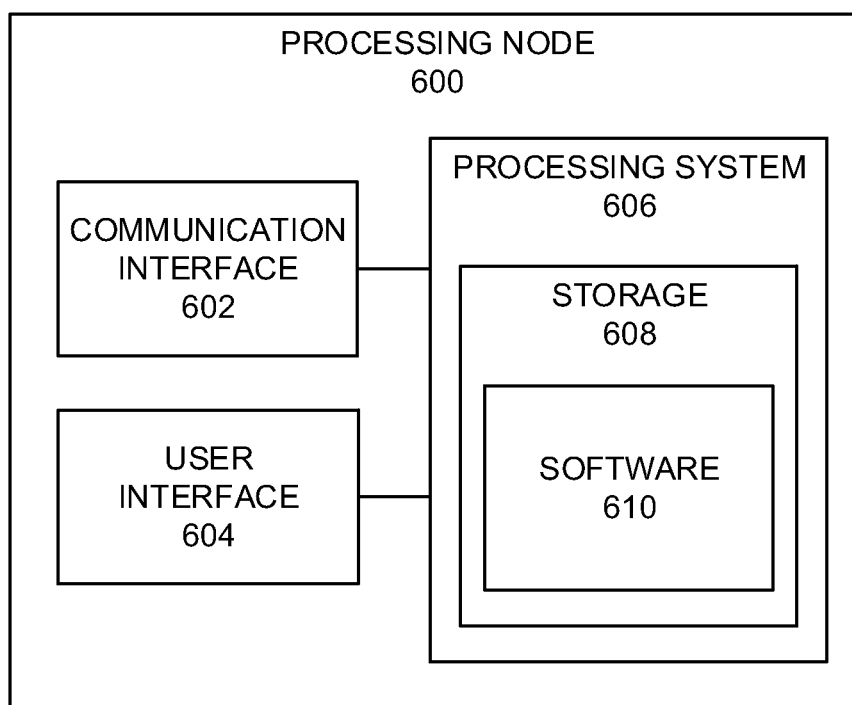 PROCESSING NODE
600
PROCESSING SYSTEM
606
COMMUNICATION
INTERFACE
602
STORAGE
608
USER
INTERFACE
604
SOFTWARE
610